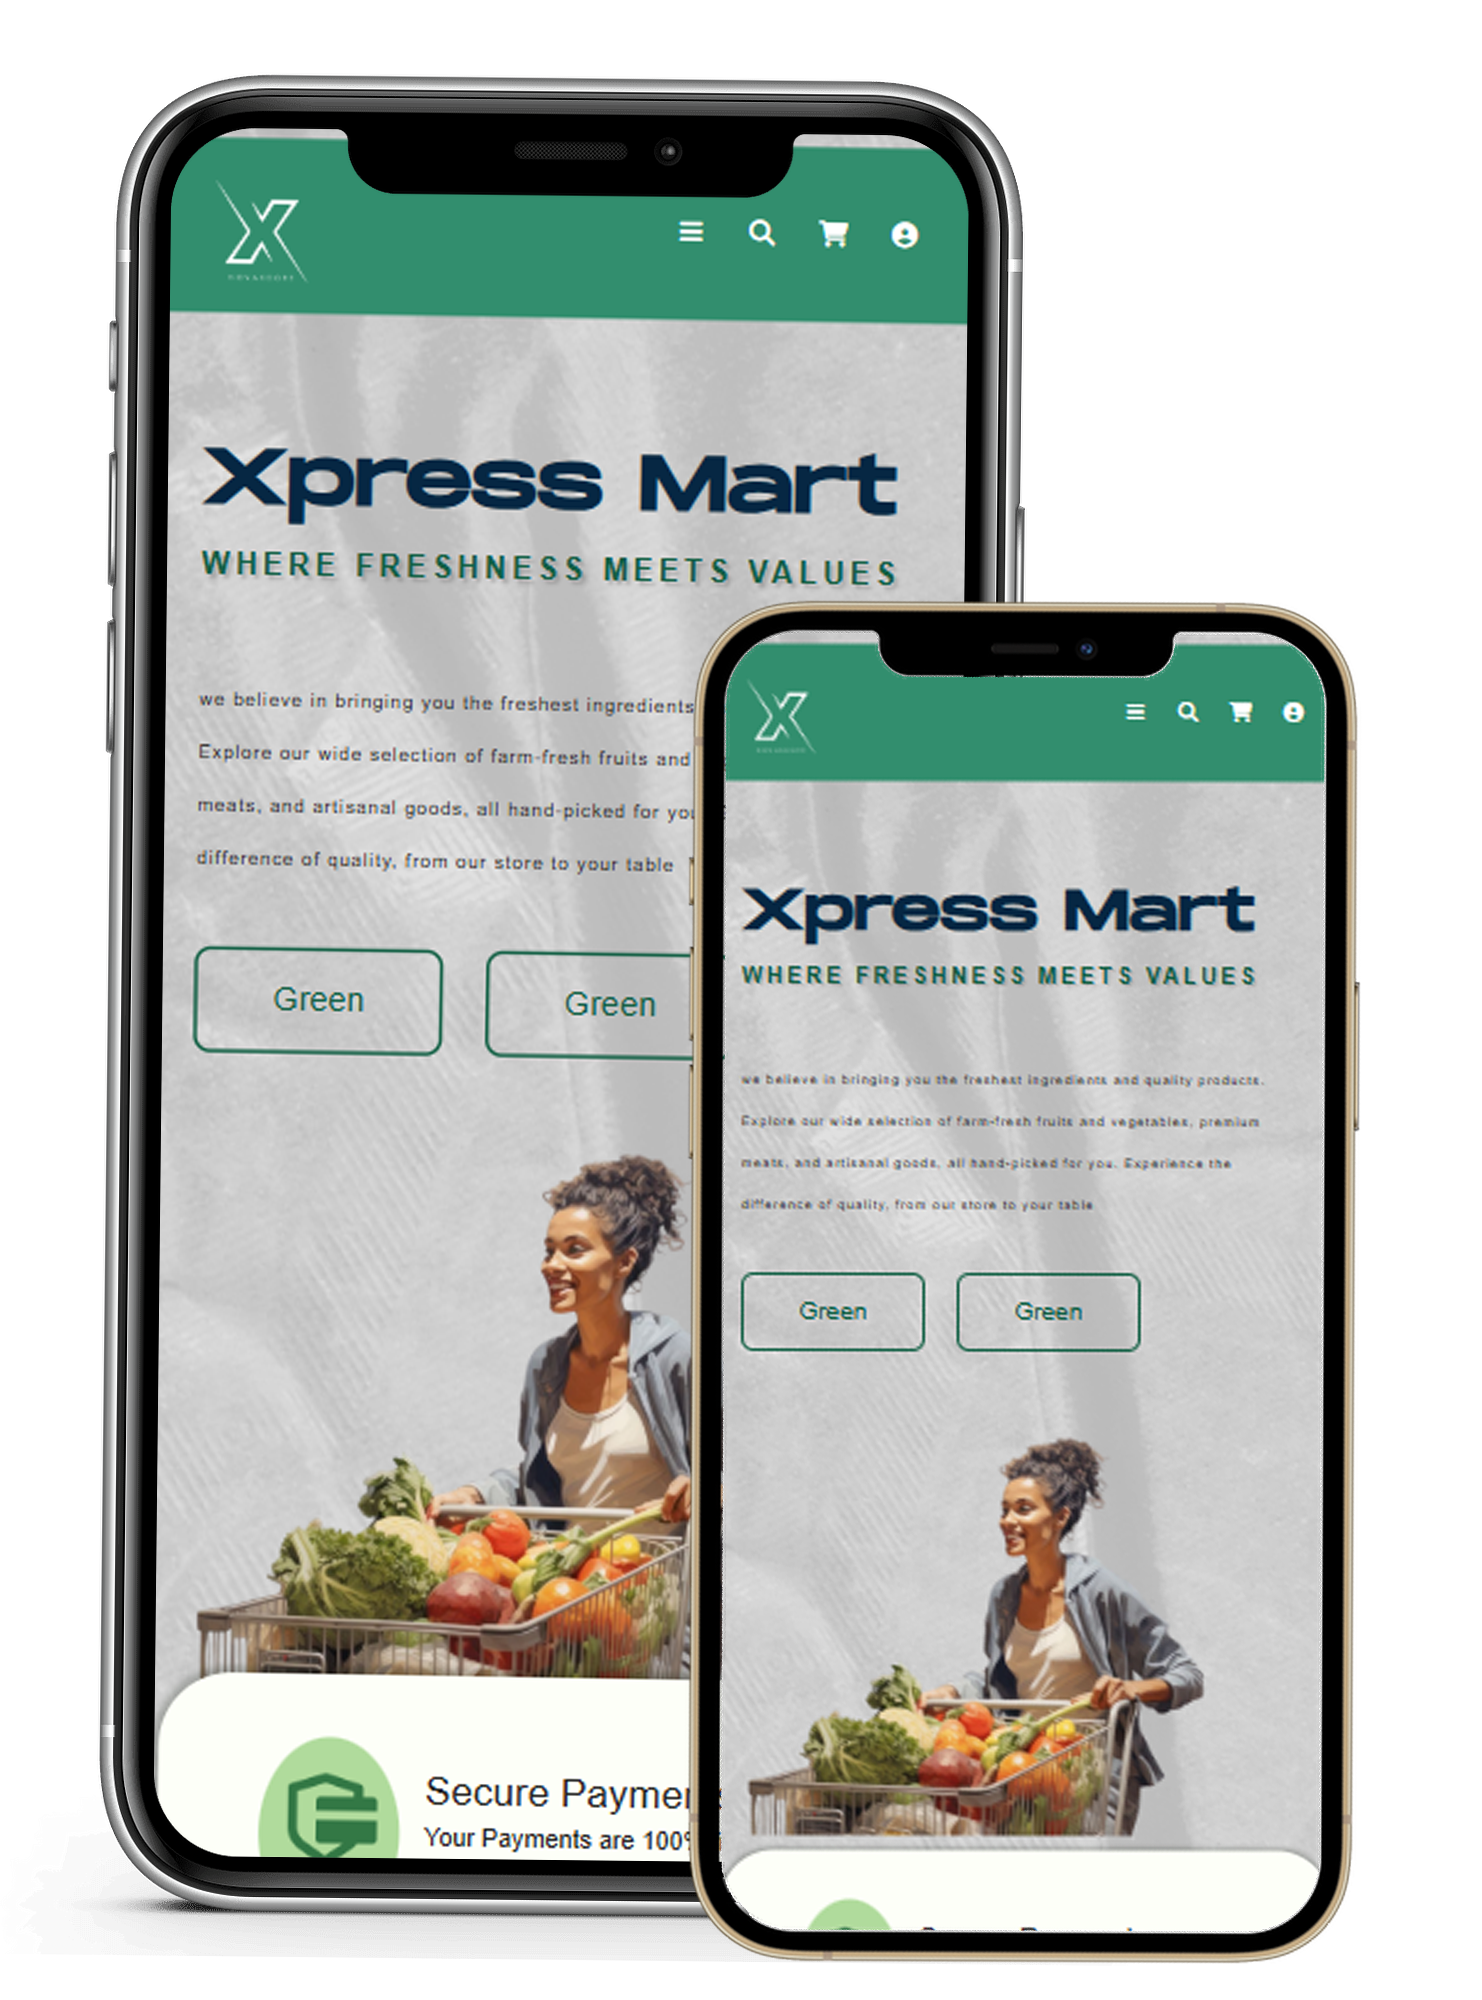 X
Xpress Mart
WHERE FRESHNESS MEETS VALUES
we believe in bringing you the freshest ingredients
Explore our wide selection of farm-fresh fruits and
meats, and artisanal goods, all hand-picked for you
difference of quality, from our store to your table
Green
Green
Secure Paymen
Your Payments are 100%
X
Xpress Mart
WHERE FRESHNESS MEETS VALUES
we believe in bringing you the freshest ingredients and quality products.
Explore our wide selection of farm-fresh fruits and vegetables, premium
meats, and artisanal goods, all hand-picked for you. Experience the
difference of quality, from our store to your table
Green
Green